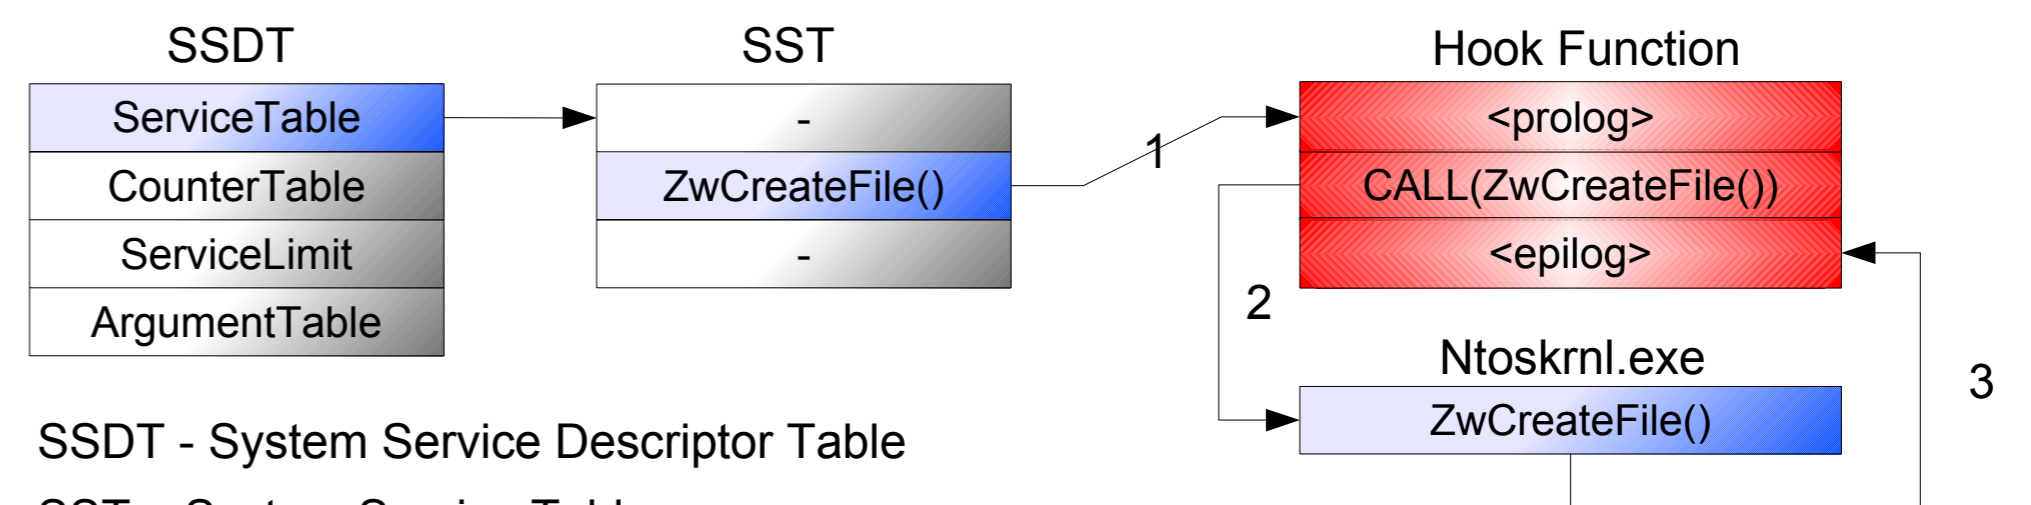 SSDT
ServiceTable
CounterTable
ServiceLimit
ArgumentTable
SST
-
ZwCreateFile()
-
1
Hook Function
<prolog>
CALL(ZwCreateFile())
<epilog>
2
Ntoskrnl.exe
ZwCreateFile()
3
SSDT - System Service Descriptor Table